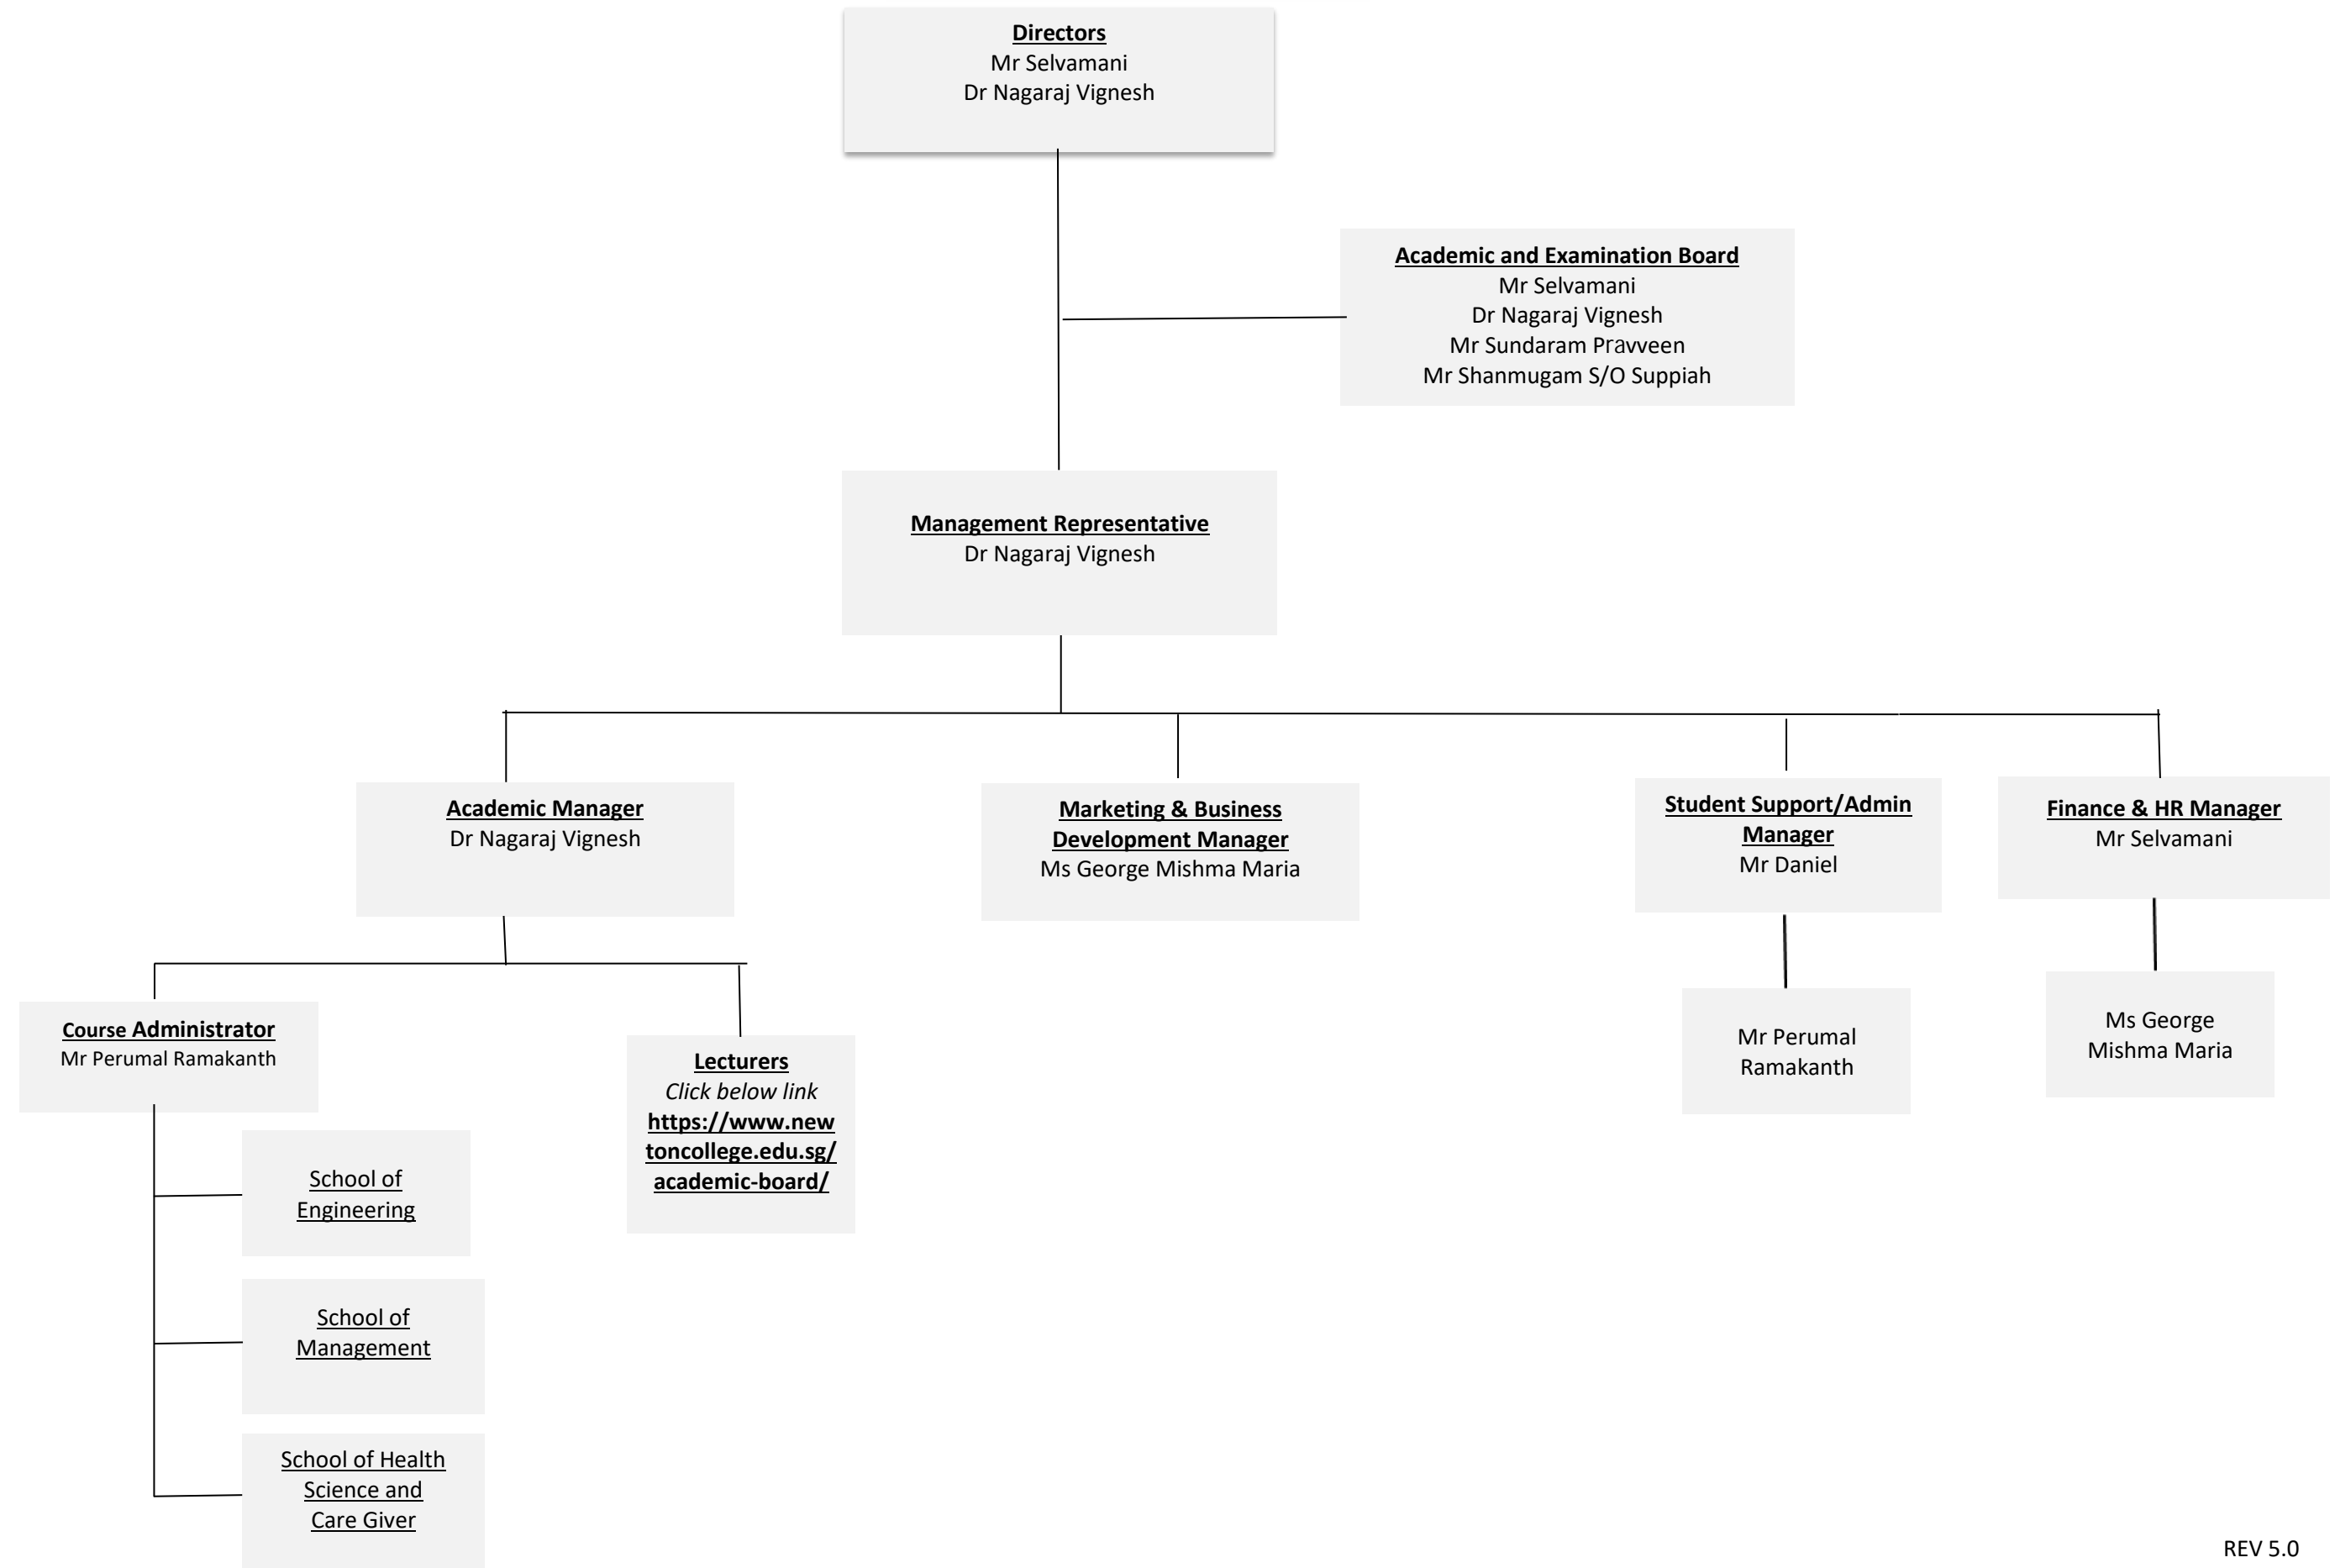 Directors
Mr Selvamani
Dr Nagaraj Vignesh
Academic and Examination Board
Mr Selvamani
Dr Nagaraj Vignesh
Mr Sundaram Pravveen
Mr Shanmugam S/O Suppiah
Management Representative
Dr Nagaraj Vignesh
Academic Manager
Dr Nagaraj Vignesh
Marketing & Business
Development Manager
Ms George Mishma Maria
Student Support/Admin
Manager
Mr Daniel
Finance & HR Manager
Mr Selvamani
Course Administrator
Mr Perumal Ramakanth
Lecturers
Click below link
https://www.new
toncollege.edu.sg/
academic-board/
Mr Perumal
Ramakanth
Ms George
Mishma Maria
School of
Engineering
School of
Management
School of Health
Science and
Care Giver
REV 5.0